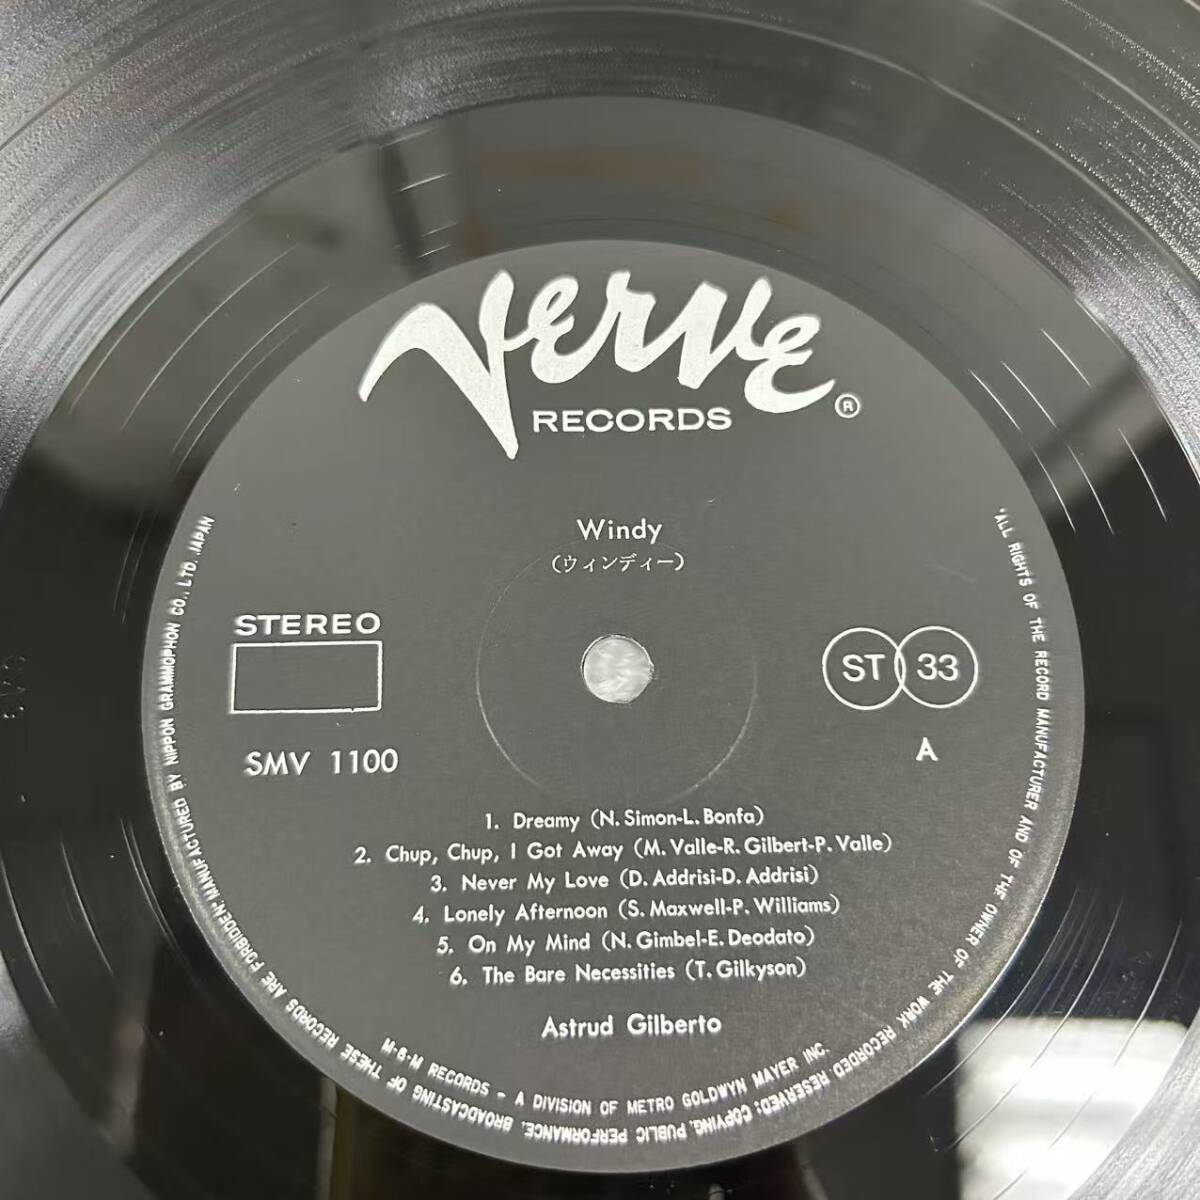 Verve
RECORDS ®
Windy
(ウィンディー)
STEREO
ST 33
SMV 1100
A
1. Dreamy (N. Simon-L. Bonfa)
2. Chup, Chup, I Got Away (M. Valle-R. Gilbert-P. Valle)
3. Never My Love (D. Addrisi-D. Addrisi)
4. Lonely Afternoon (S. Maxwell-P. Williams)
5. On My Mind (N. Gimbel-E. Deodato)
6. The Bare Necessities (T. Gilkyson)
Astrud Gilberto
M-G-M RECORDS - A DIVISION OF METRO GOLDWYN MAYER INC.
"ALL RIGHTS OF THE RECORD MANUFACTURER AND OF THE OWNER OF THE WORK RECORDED RESERVED; COPYING, PUBLIC PERFORMANCE, BROADCASTING OF THESE RECORDS ARE FORBIDDEN; MANUFACTURED BY NIPPON GRAMMOPHON CO., LTD. JAPAN